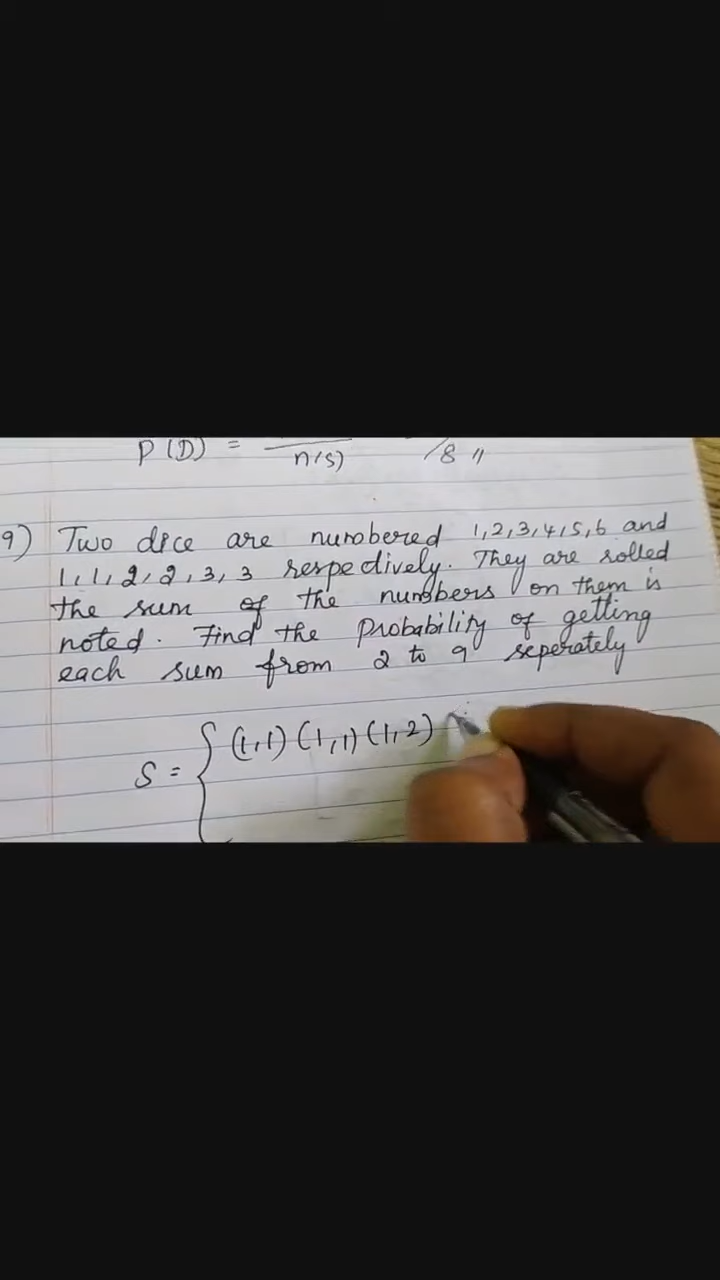 P(D) =
n(s) /8 //
9) Two dice are numbered 1,2,3,4,5,6 and
1,1,2,2,3,3 respectively. They are rolled
the sum of the numbers on them is
noted. Find the probability of getting
each sum from 2 to 9 seperately
S = { (1,1) (1,1) (1,2)